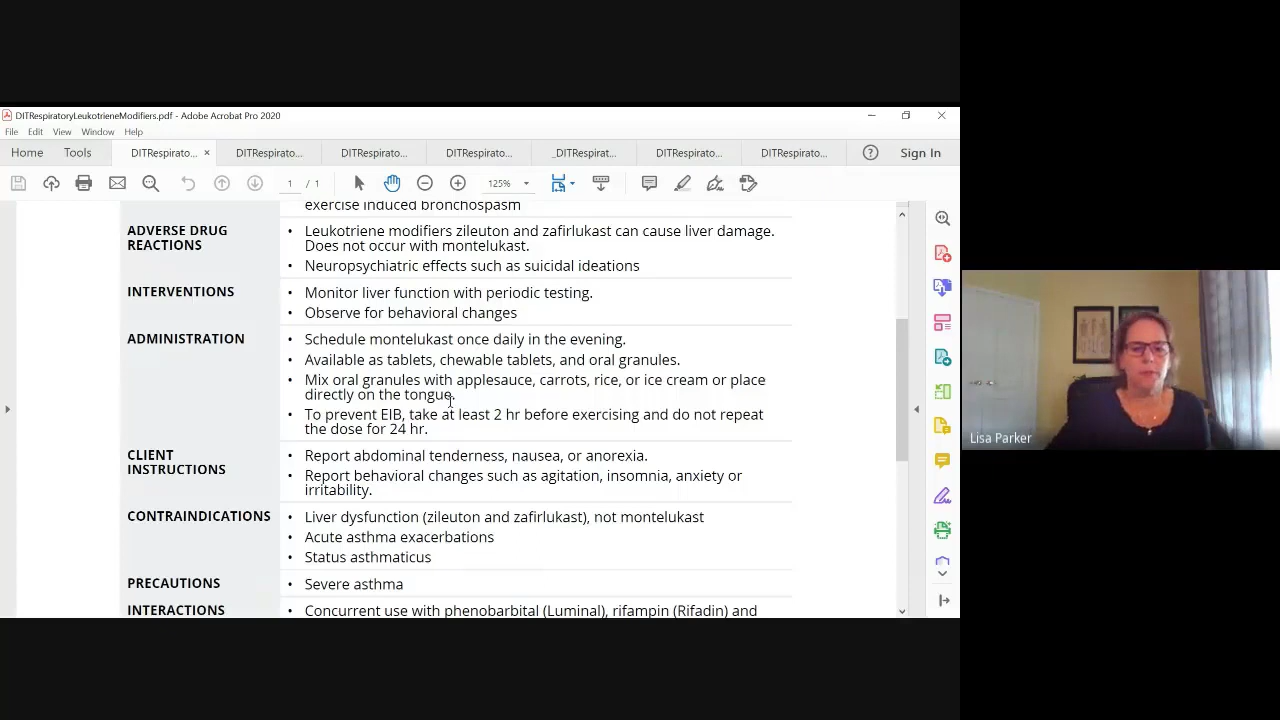 DITRespiratoryLeukotrieneModifiers.pdf - Adobe Acrobat Pro 2020
File Edit View Window Help
Home Tools DITRespirato... × DITRespirato... DITRespirato... DITRespirato... _DITRespirat... DITRespirato... DITRespirato... Sign In
1 / 1 125%
exercise induced bronchospasm
ADVERSE DRUG
REACTIONS
• Leukotriene modifiers zileuton and zafirlukast can cause liver damage.
Does not occur with montelukast.
• Neuropsychiatric effects such as suicidal ideations
INTERVENTIONS
• Monitor liver function with periodic testing.
• Observe for behavioral changes
ADMINISTRATION
• Schedule montelukast once daily in the evening.
• Available as tablets, chewable tablets, and oral granules.
• Mix oral granules with applesauce, carrots, rice, or ice cream or place
directly on the tongue.
• To prevent EIB, take at least 2 hr before exercising and do not repeat
the dose for 24 hr.
CLIENT
INSTRUCTIONS
• Report abdominal tenderness, nausea, or anorexia.
• Report behavioral changes such as agitation, insomnia, anxiety or
irritability.
CONTRAINDICATIONS
• Liver dysfunction (zileuton and zafirlukast), not montelukast
• Acute asthma exacerbations
• Status asthmaticus
PRECAUTIONS
• Severe asthma
INTERACTIONS
• Concurrent use with phenobarbital (Luminal), rifampin (Rifadin) and
Lisa Parker